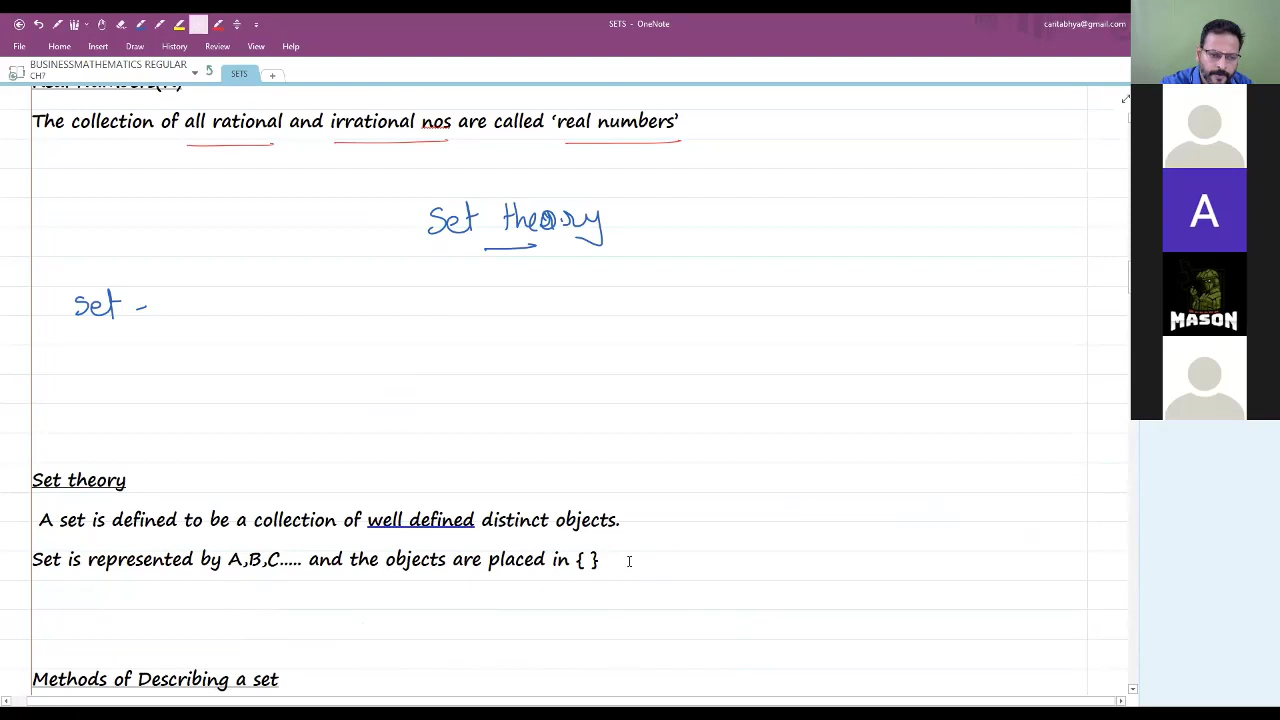 SETS - OneNote
cantabhya@gmail.com
File Home Insert Draw History Review View Help
BUSINESSMATHEMATICS REGULAR
CH7
SETS
The collection of all rational and irrational nos are called ‘real numbers’
Set theory
Set -
A
MASON
Set theory
A set is defined to be a collection of well defined distinct objects.
Set is represented by A,B,C..... and the objects are placed in { }
Methods of Describing a set